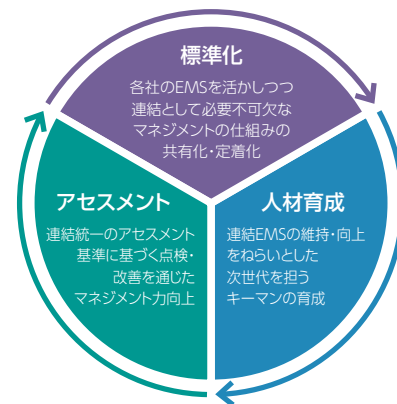 標準化
各社のEMSを活かしつつ
連結として必要不可欠な
マネジメントの仕組みの
共有化・定着化
アセスメント
連結統一のアセスメント
基準に基づく点検・
改善を通じた
マネジメント力向上
人材育成
連結EMSの維持・向上
をねらいとした
次世代を担う
キーマンの育成